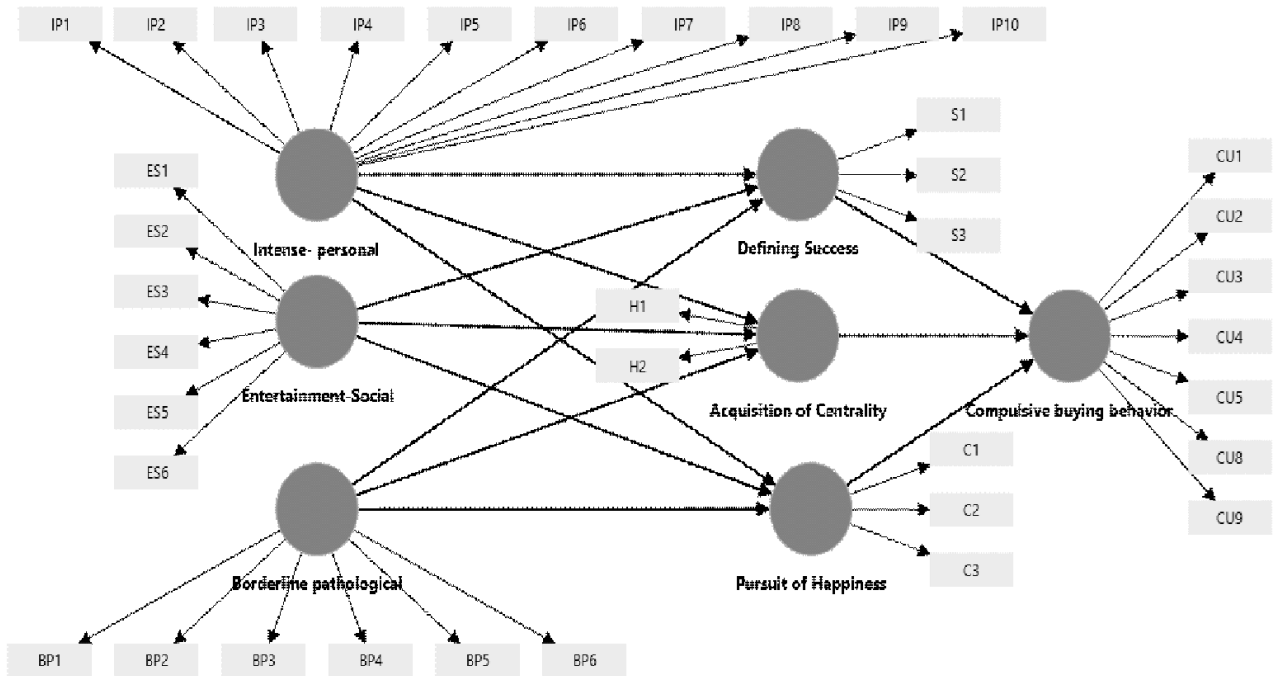 IP1
IP2
IP3
IP4
IP5
IP6
IP7
IP8
IP9
IP10
ES1
ES2
ES3
ES4
ES5
ES6
Intense- personal
Entertainment-Social
Borderline pathological
BP1
BP2
BP3
BP4
BP5
BP6
H1
H2
Defining Success
S1
S2
S3
Acquisition of Centrality
Pursuit of Happiness
C1
C2
C3
Compulsive buying behavior
CU1
CU2
CU3
CU4
CU5
CU8
CU9